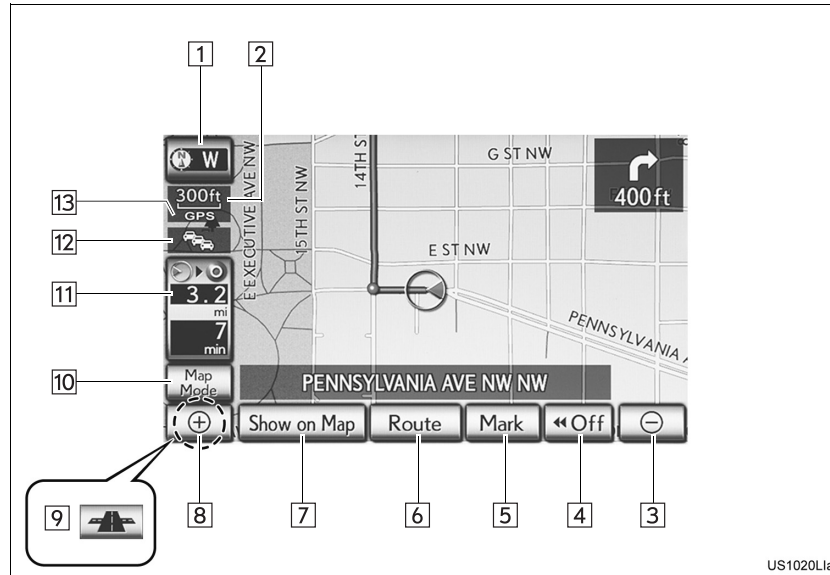 1
2
N W
G ST NW
14TH ST
400ft
300ft
13
GPS
12
E EXECUTIVE AVE NW
15TH ST NW
E ST NW
11
3.2
mi
7
min
PENNSYLVANIA A
10
Map
Mode
PENNSYLVANIA AVE NW NW
Show on Map
Route
Mark
Off
9
8
7
6
5
4
3
US1020LIa